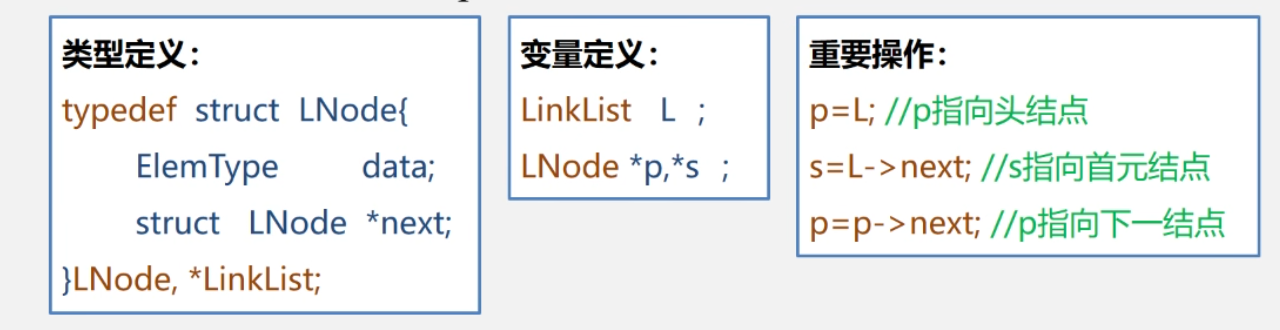 类型定义：
typedef struct LNode{
ElemType data;
struct LNode *next;
}LNode, *LinkList;
变量定义：
LinkList L ;
LNode *p,*s ;
重要操作：
p=L; //p指向头结点
s=L->next; //s指向首元结点
p=p->next; //p指向下一结点